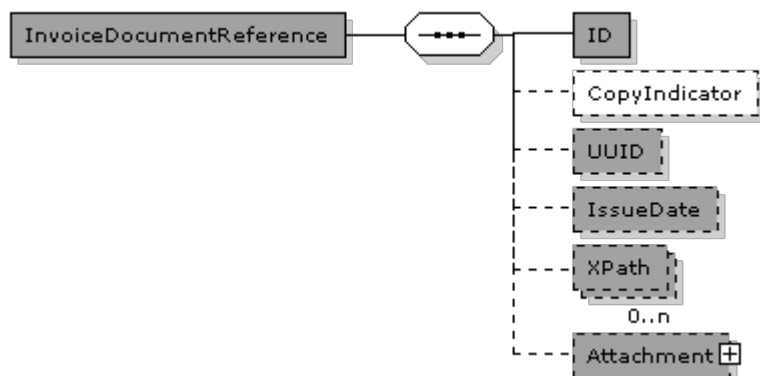 InvoiceDocumentReference
ID
CopyIndicator
UUID
IssueDate
XPath
0..n
Attachment